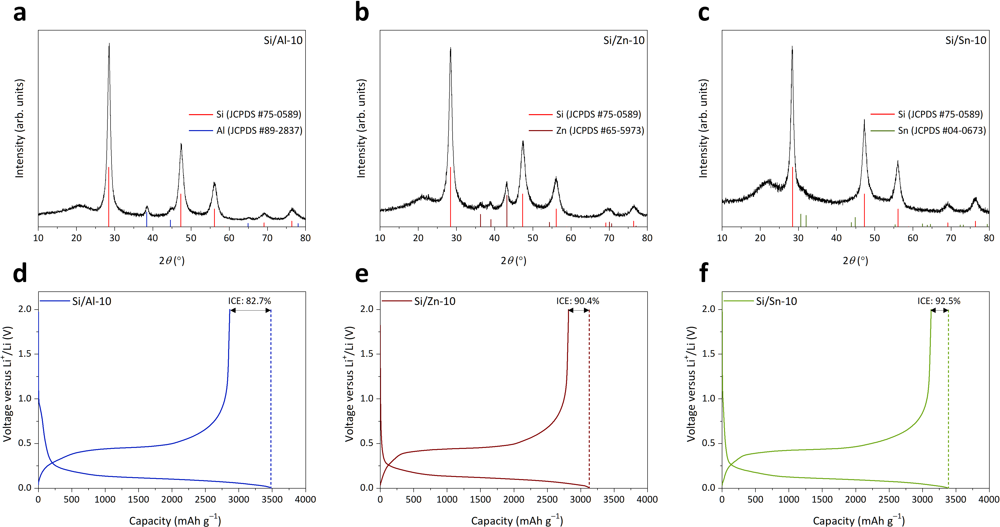 a
Si/Al-10
Si (JCPDS #75-0589)
Al (JCPDS #89-2837)
Intensity (arb. units)
10 20 30 40 50 60 70 80
2θ (°)
b
Si/Zn-10
Si (JCPDS #75-0589)
Zn (JCPDS #65-5973)
Intensity (arb. units)
10 20 30 40 50 60 70 80
2θ (°)
c
Si/Sn-10
Si (JCPDS #75-0589)
Sn (JCPDS #04-0673)
Intensity (arb. units)
10 20 30 40 50 60 70 80
2θ (°)
d
Si/Al-10
ICE: 82.7%
Voltage versus Li⁺/Li (V)
2.0
1.5
1.0
0.5
0.0
0 500 1000 1500 2000 2500 3000 3500 4000
Capacity (mAh g⁻¹)
e
Si/Zn-10
ICE: 90.4%
Voltage versus Li⁺/Li (V)
2.0
1.5
1.0
0.5
0.0
0 500 1000 1500 2000 2500 3000 3500 4000
Capacity (mAh g⁻¹)
f
Si/Sn-10
ICE: 92.5%
Voltage versus Li⁺/Li (V)
2.0
1.5
1.0
0.5
0.0
0 500 1000 1500 2000 2500 3000 3500 4000
Capacity (mAh g⁻¹)